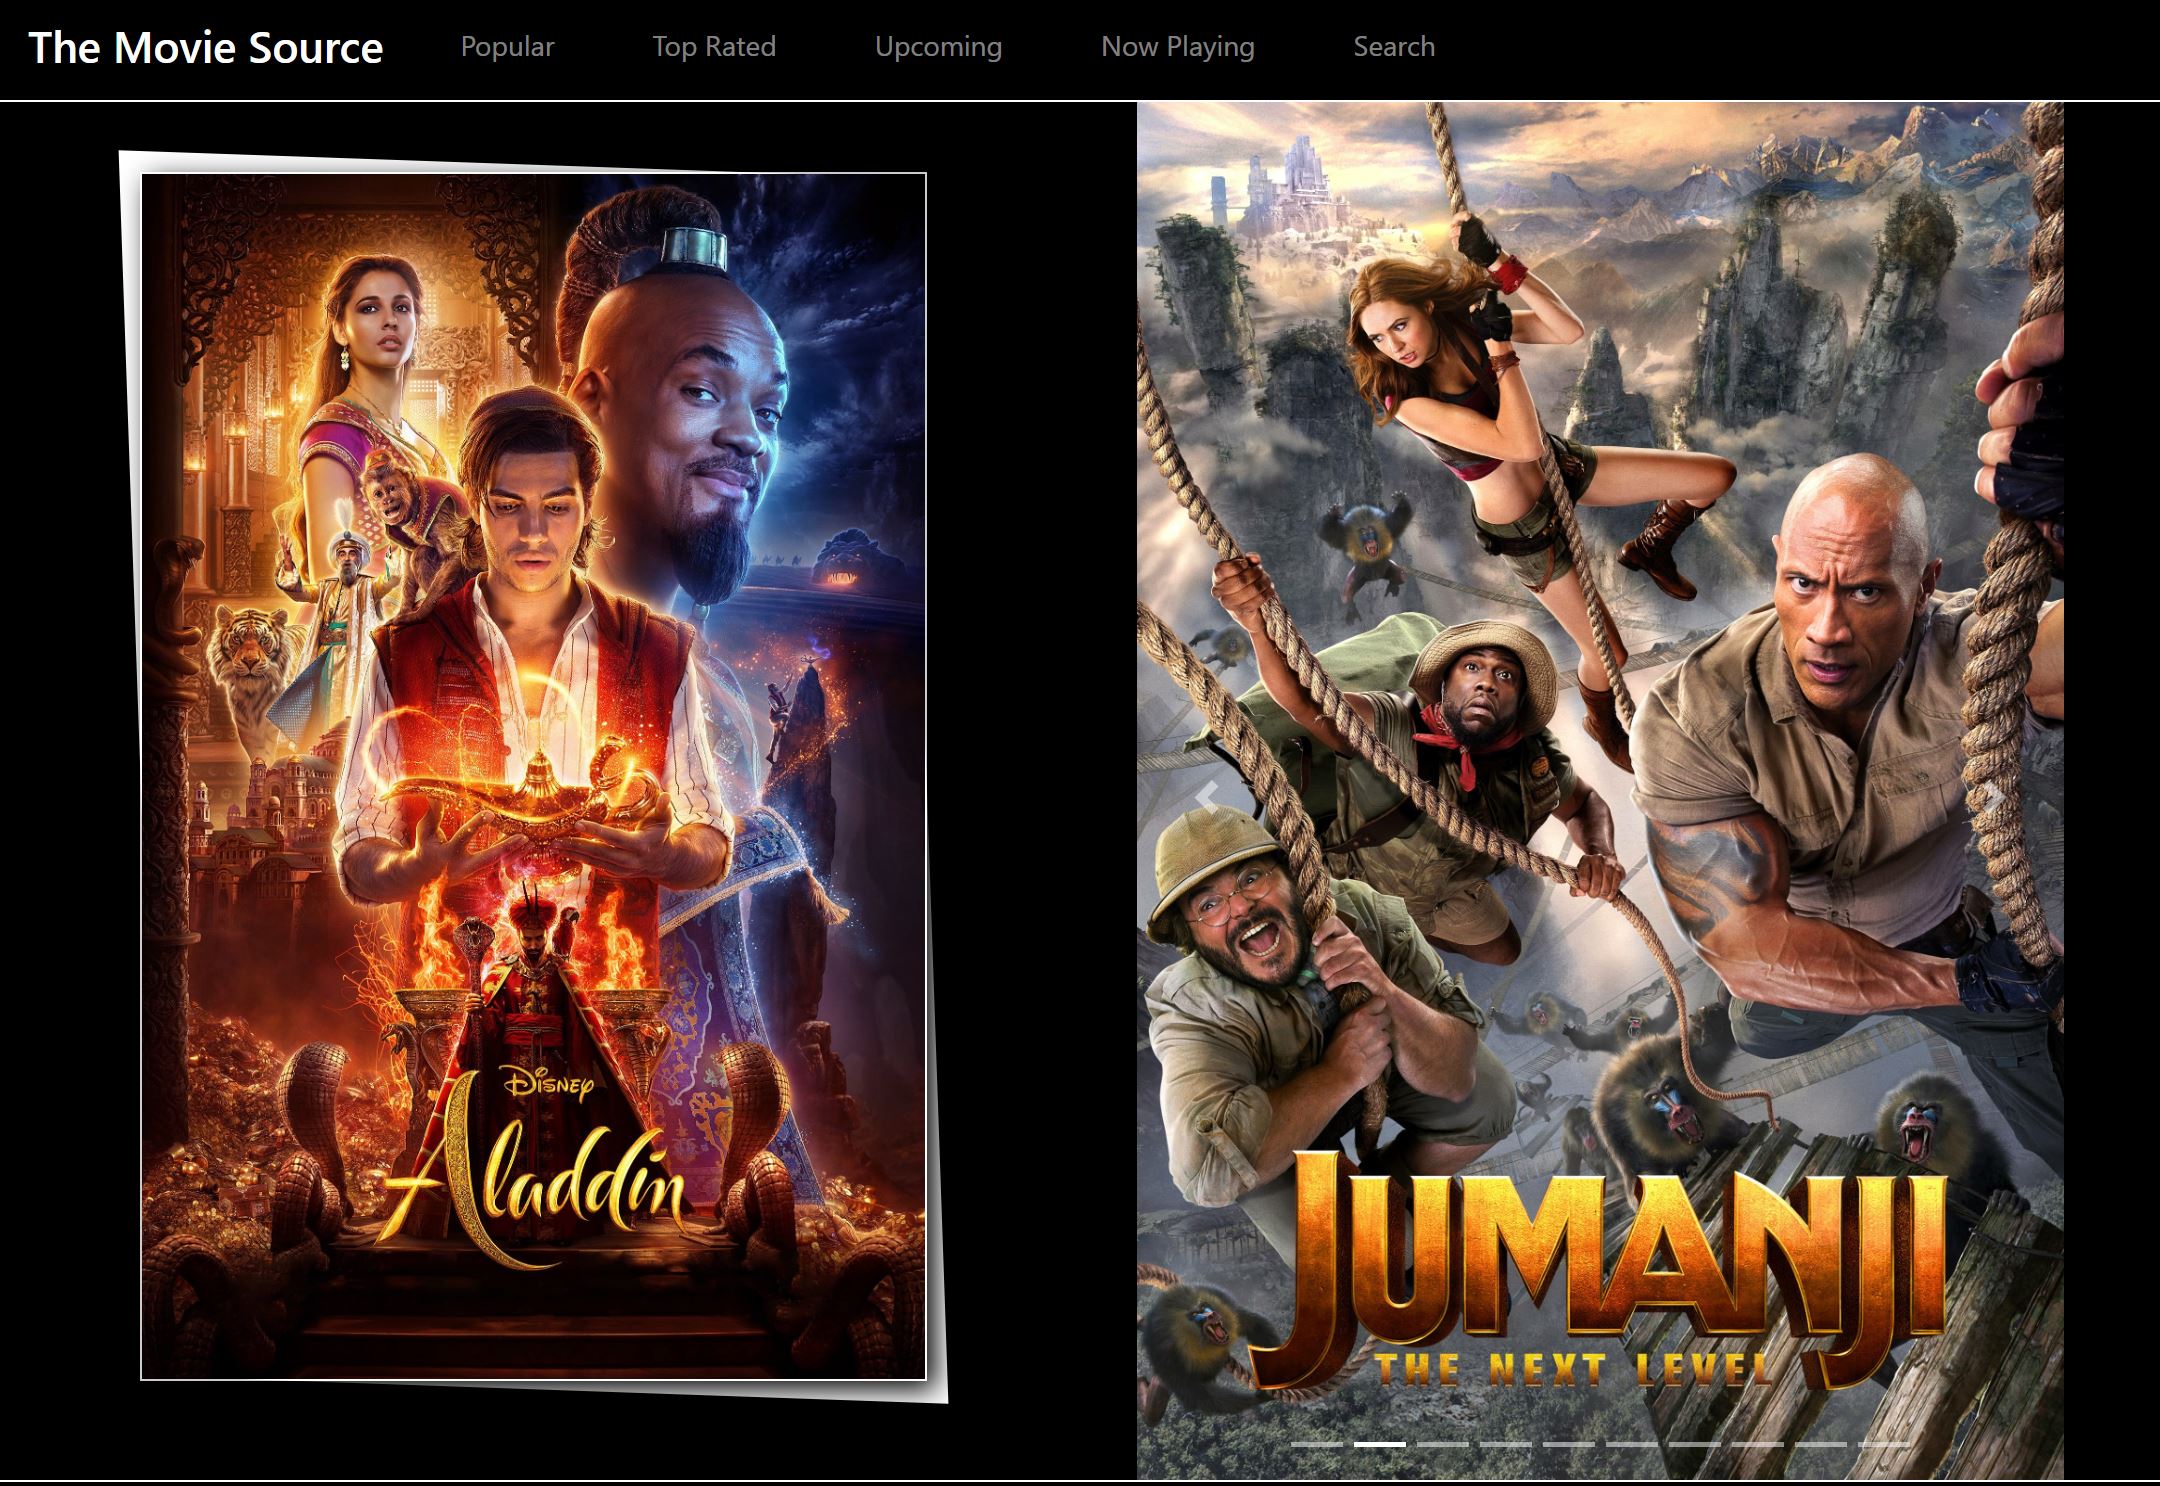 The Movie Source
Popular
Top Rated
Upcoming
Now Playing
Search
Disney
Aladdin
JUMANJI
THE NEXT LEVEL